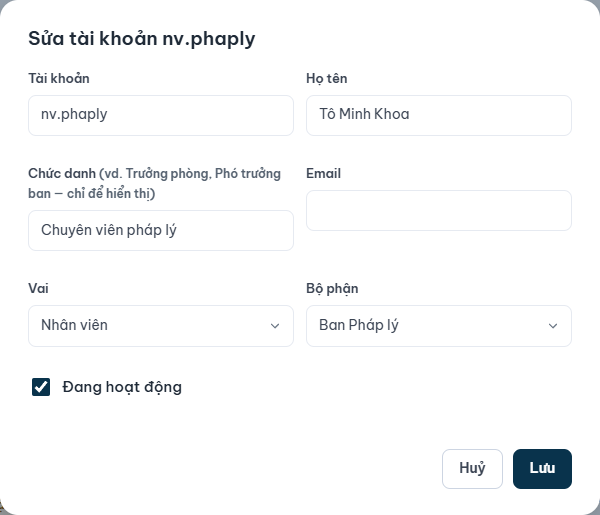 Sửa tài khoản nv.phaply
Tài khoản
nv.phaply
Họ tên
Tô Minh Khoa
Chức danh (vd. Trưởng phòng, Phó trưởng
ban — chỉ để hiển thị)
Chuyên viên pháp lý
Email
Vai
Nhân viên
Bộ phận
Ban Pháp lý
Đang hoạt động
Huỷ
Lưu